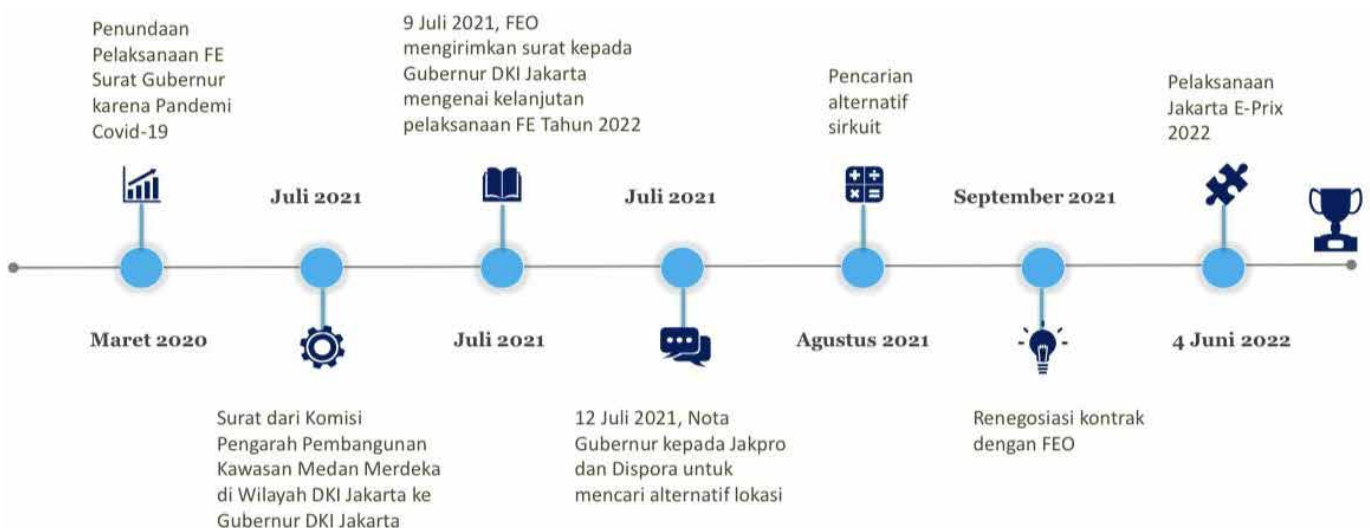 Penundaan
Pelaksanaan FE
Surat Gubernur
karena Pandemi
Covid-19
Maret 2020
Juli 2021
Surat dari Komisi
Pengarah Pembangunan
Kawasan Medan Merdeka
di Wilayah DKI Jakarta ke
Gubernur DKI Jakarta
9 Juli 2021, FEO
mengirimkan surat kepada
Gubernur DKI Jakarta
mengenai kelanjutan
pelaksanaan FE Tahun 2022
Juli 2021
Juli 2021
12 Juli 2021, Nota
Gubernur kepada Jakpro
dan Dispora untuk
mencari alternatif lokasi
Pencarian
alternatif
sirkuit
Agustus 2021
September 2021
Renegosiasi kontrak
dengan FEO
Pelaksanaan
Jakarta E-Prix
2022
4 Juni 2022